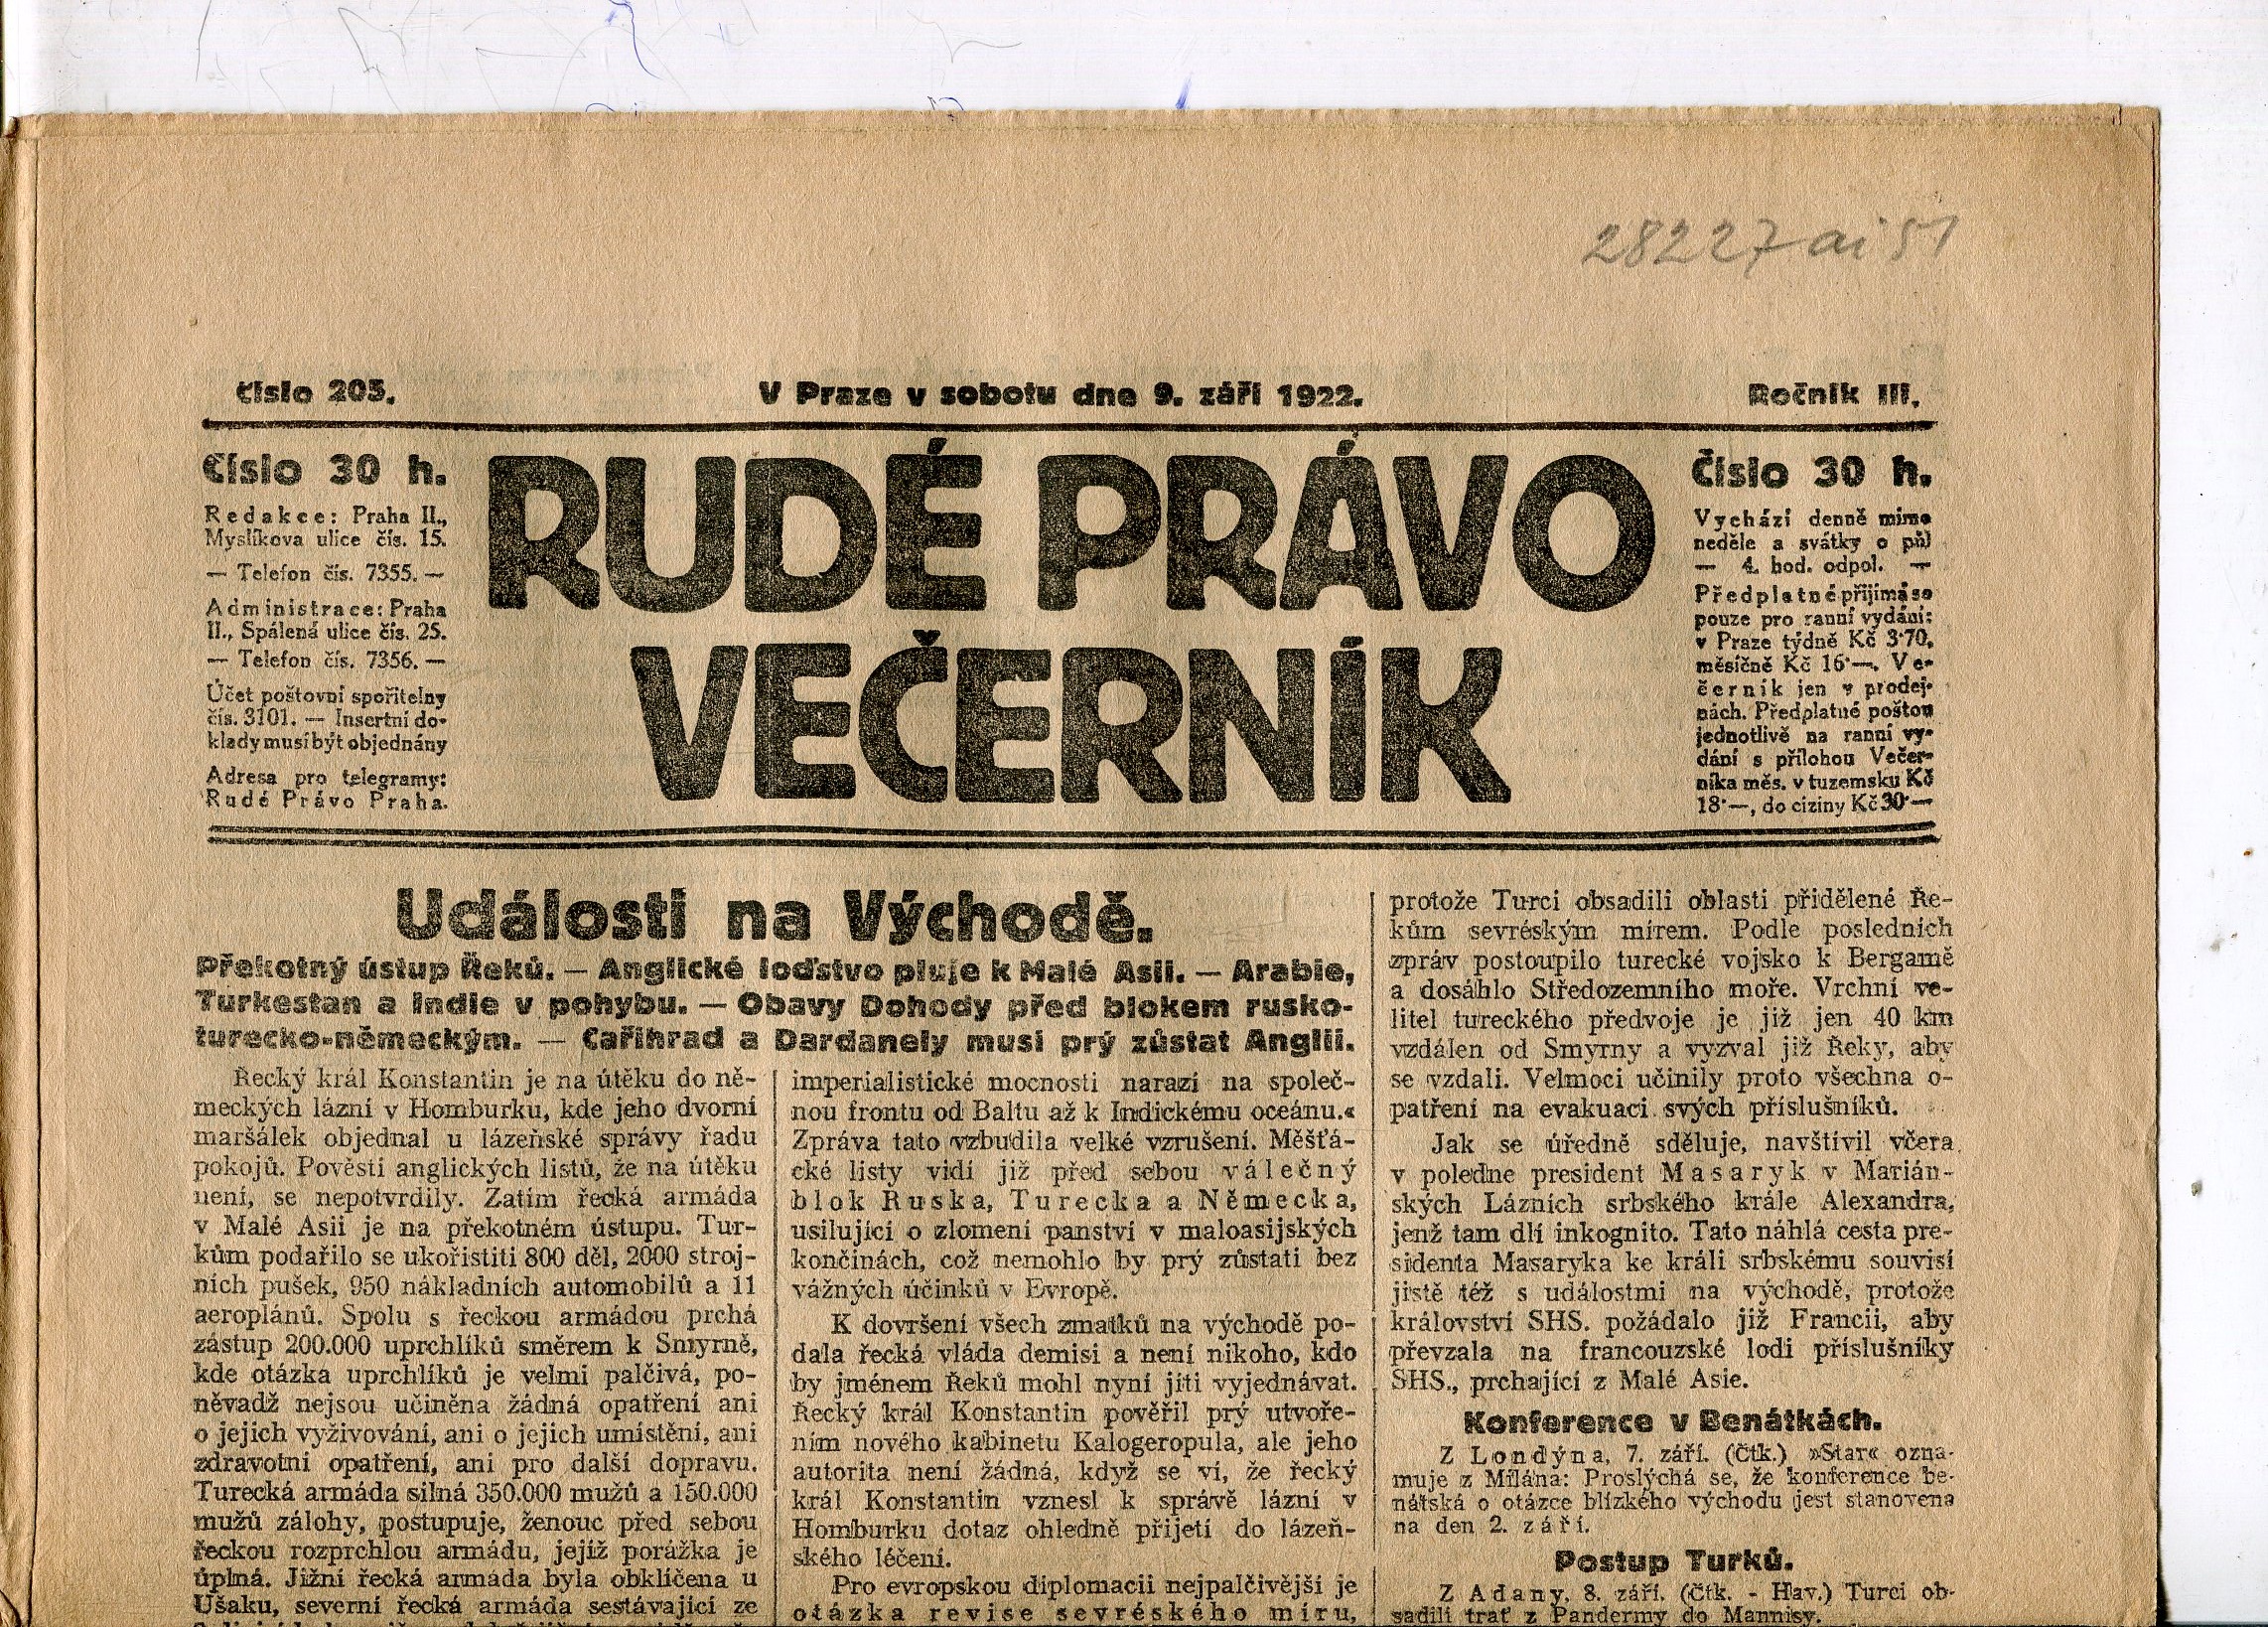 28227 ai 51
Číslo 205.
V Praze v sobotu dne 9. září 1922.
Ročník III.
Číslo 30 h.
Redakce: Praha II.,
Myslíkova ulice čís. 15.
— Telefon čís. 7355. —
Administrace: Praha
II., Spálená ulice čís. 25.
— Telefon čís. 7356. —
Účet poštovní spořitelny
čís. 3101. — Insertní do-
klady musí být objednány
Adresa pro telegramy:
Rudé Právo Praha.
RUDÉ PRÁVO
VEČERNÍK
Číslo 30 h.
Vychází denně mimo
neděle a svátky o půl
— 4. hod. odpol. —
Předplatné přijímá se
pouze pro ranní vydání:
v Praze týdně Kč 3·70,
měsíčně Kč 16·—. Ve-
černík jen v prodej-
nách. Předplatné poštou
jednotlivě na ranní vy-
dání s přílohou Večer-
níka měs. v tuzemsku Kč
18·—, do ciziny Kč 30·—
Události na Východě.
Překotný ústup Řeků. — Anglické loďstvo pluje k Malé Asii. — Arabie,
Turkestan a Indie v pohybu. — Obavy Dohody před blokem rusko-
turecko-německým. — Cařihrad a Dardanely musí prý zůstat Anglii.
Řecký král Konstantin je na útěku do ně-
meckých lázní v Homburku, kde jeho dvorní
maršálek objednal u lázeňské správy řadu
pokojů. Pověsti anglických listů, že na útěku
není, se nepotvrdily. Zatím řecká armáda
v Malé Asii je na překotném ústupu. Tur-
kům podařilo se ukořistiti 800 děl, 2000 stroj-
ních pušek, 950 nákladních automobilů a 11
aeroplánů. Spolu s řeckou armádou prchá
zástup 200.000 uprchlíků směrem k Smyrně,
kde otázka uprchlíků je velmi palčivá, po-
něvadž nejsou učiněna žádná opatření ani
o jejich vyživování, ani o jejich umístění, ani
zdravotni opatření, ani pro další dopravu.
Turecká armáda silná 350.000 mužů a 150.000
mužů zálohy, postupuje, ženouc před sebou
řeckou rozprchlou armádu, jejíž porážka je
úplná. Jižní řecká armáda byla obklíčena u
Ušaku, severní řecká armáda sestávající ze
imperialistické mocnosti narazí na společ-
nou frontu od Baltu až k Indickému oceánu.«
Zpráva tato vzbudila velké vzrušení. Měšťá-
cké listy vidí již před sebou válečný
blok Ruska, Turecka a Německa,
usilující o zlomení panství v maloasijských
končinách, což nemohlo by prý zůstati bez
vážných účinků v Evropě.
K dovršení všech zmatků na východě po-
dala řecká vláda demisi a není nikoho, kdo
by jménem Řeků mohl nyní jíti vyjednávat.
Řecký král Konstantin pověřil prý utvoře-
ním nového kabinetu Kalogeropula, ale jeho
autorita není žádná, když se ví, že řecký
král Konstantin vznesl k správě lázní v
Homburku dotaz ohledně přijetí do lázeň-
ského léčení.
Pro evropskou diplomacii nejpalčivější je
otázka revise sevréského míru,
protože Turci obsadili oblasti přidělené Ře-
kům sevréským mírem. Podle posledních
zpráv postoupilo turecké vojsko k Bergamě
a dosáhlo Středozemního moře. Vrchní ve-
litel tureckého předvoje je již jen 40 km
vzdálen od Smyrny a vyzval již Řeky, aby
se vzdali. Velmoci učinily proto všechna o-
patření na evakuaci svých příslušníků.
Jak se úředně sděluje, navštívil včera
v poledne president Masaryk v Marián-
ských Lázních srbského krále Alexandra,
jenž tam dlí inkognito. Tato náhlá cesta pre-
sidenta Masaryka ke králi srbskému souvisí
jistě též s událostmi na východě, protože
království SHS. požádalo již Francii, aby
převzala na francouzské lodi příslušníky
SHS., prchající z Malé Asie.
Konference v Benátkách.
Z Londýna, 7. září. (Čtk.) »Star« ozna-
muje z Milána: Proslýchá se, že konference be-
nátská o otázce blízkého východu jest stanovena
na den 2. září.
Postup Turků.
Z Adany, 8. září. (Čtk. - Hav.) Turci ob-
sadili trať z Pandermy do Mannisy.